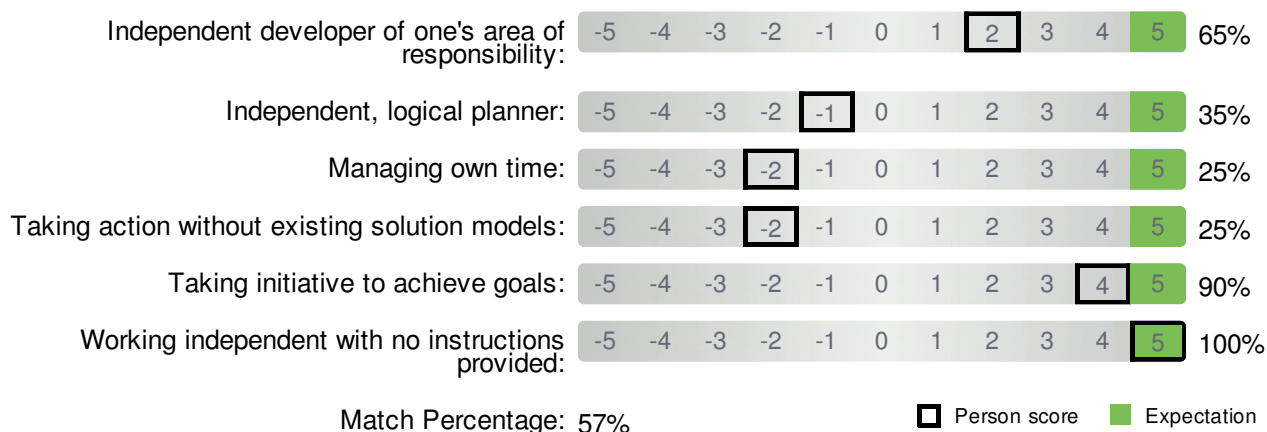 Independent developer of one's area of
responsibility:
-5 -4 -3 -2 -1 0 1 2 3 4 5 65%
Independent, logical planner:
-5 -4 -3 -2 -1 0 1 2 3 4 5 35%
Managing own time:
-5 -4 -3 -2 -1 0 1 2 3 4 5 25%
Taking action without existing solution models:
-5 -4 -3 -2 -1 0 1 2 3 4 5 25%
Taking initiative to achieve goals:
-5 -4 -3 -2 -1 0 1 2 3 4 5 90%
Working independent with no instructions
provided:
-5 -4 -3 -2 -1 0 1 2 3 4 5 100%
Match Percentage: 57%
Person score Expectation